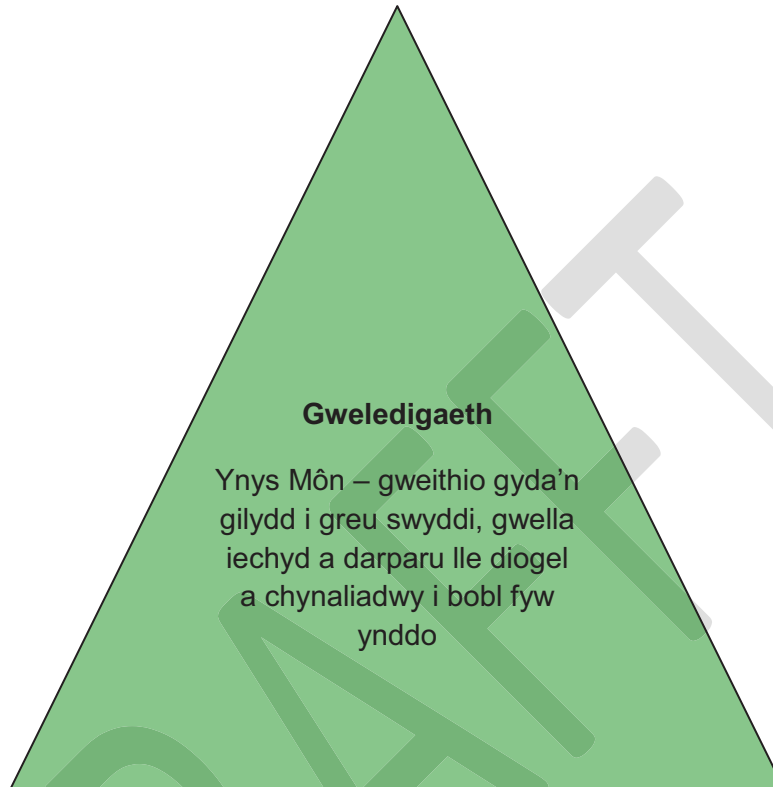 Gweledigaeth
Ynys Môn – gweithio gyda’n
gilydd i greu swyddi, gwella
iechyd a darparu lle diogel
a chynaliadwy i bobl fyw
ynddo